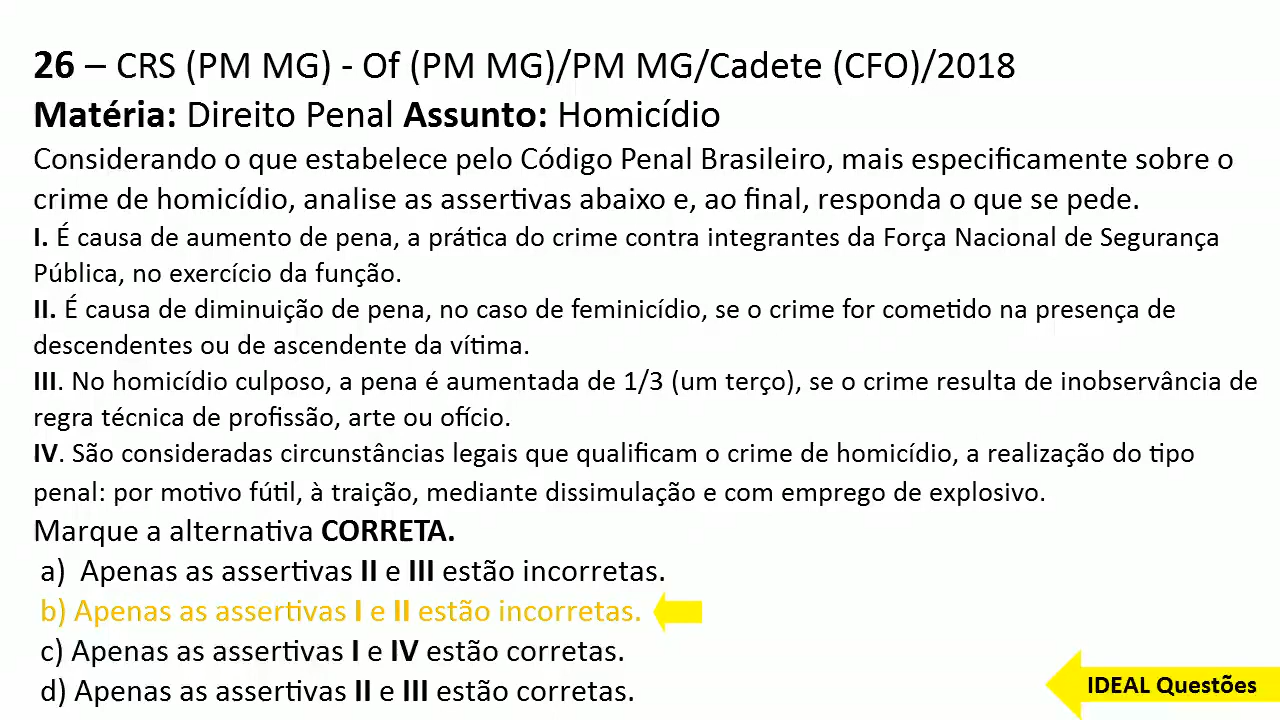 26 – CRS (PM MG) - Of (PM MG)/PM MG/Cadete (CFO)/2018
Matéria: Direito Penal Assunto: Homicídio
Considerando o que estabelece pelo Código Penal Brasileiro, mais especificamente sobre o
crime de homicídio, analise as assertivas abaixo e, ao final, responda o que se pede.
I. É causa de aumento de pena, a prática do crime contra integrantes da Força Nacional de Segurança
Pública, no exercício da função.
II. É causa de diminuição de pena, no caso de feminicídio, se o crime for cometido na presença de
descendentes ou de ascendente da vítima.
III. No homicídio culposo, a pena é aumentada de 1/3 (um terço), se o crime resulta de inobservância de
regra técnica de profissão, arte ou ofício.
IV. São consideradas circunstâncias legais que qualificam o crime de homicídio, a realização do tipo
penal: por motivo fútil, à traição, mediante dissimulação e com emprego de explosivo.
Marque a alternativa CORRETA.
a) Apenas as assertivas II e III estão incorretas.
b) Apenas as assertivas I e II estão incorretas.
c) Apenas as assertivas I e IV estão corretas.
d) Apenas as assertivas II e III estão corretas.
IDEAL Questões